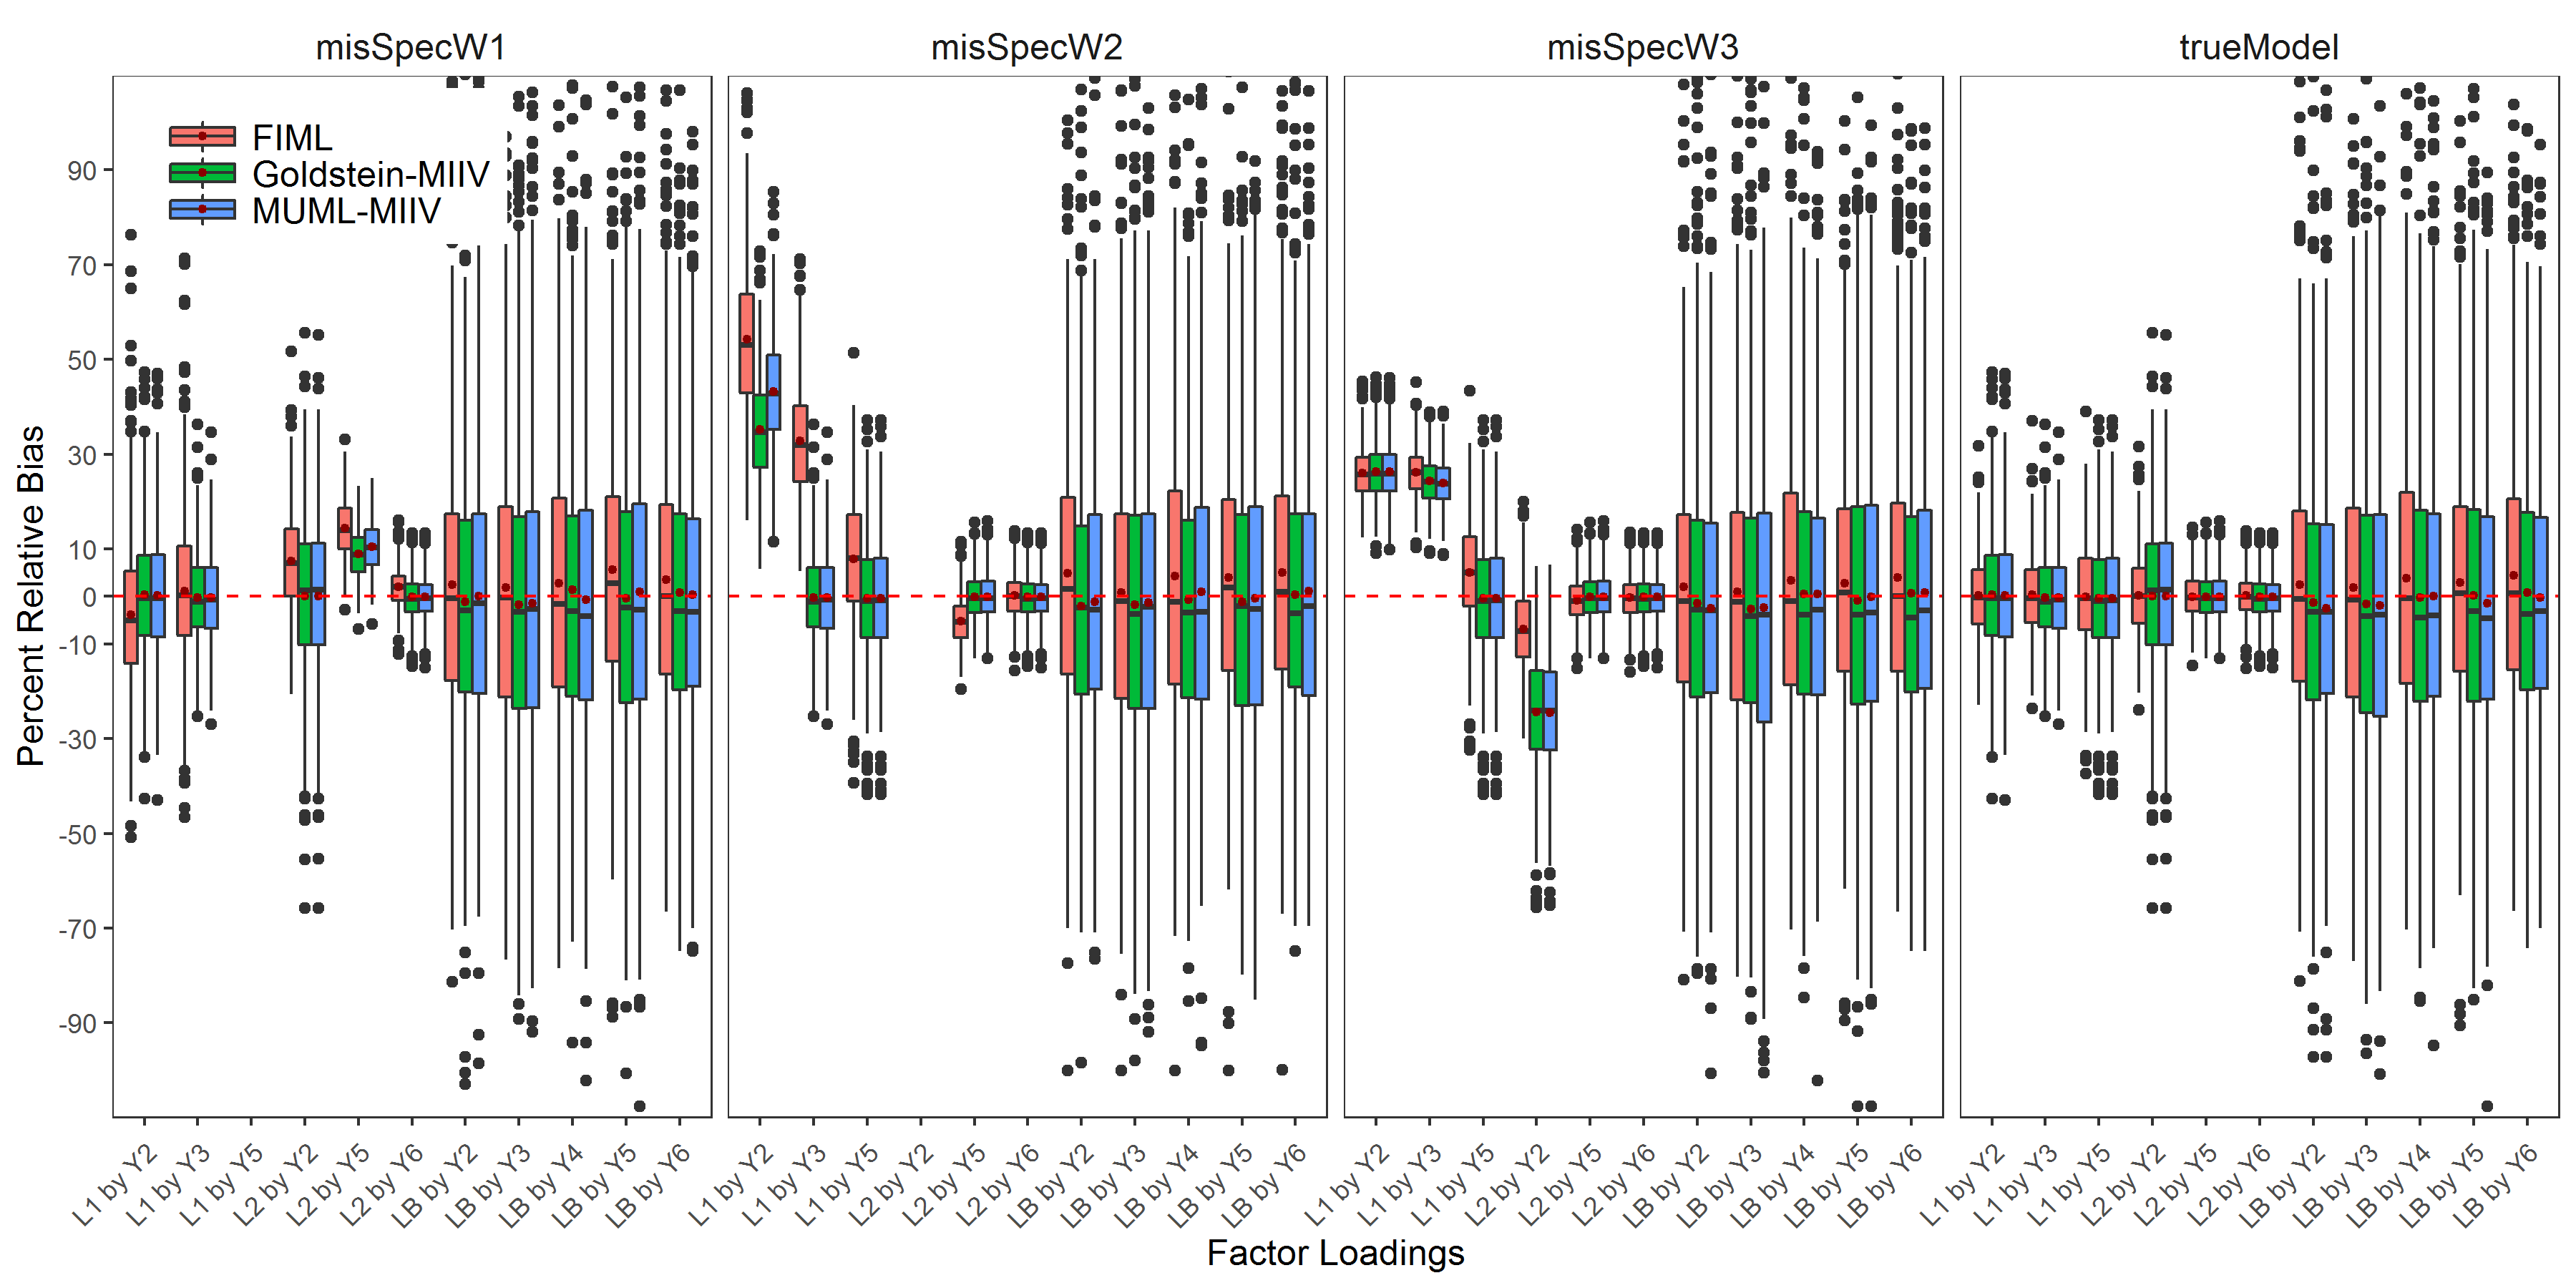 misSpecW1
misSpecW2
misSpecW3
trueModel
FIML
Goldstein-MIIV
MUML-MIIV
Percent Relative Bias
90
70
50
30
10
0
-10
-30
-50
-70
-90
L1 by Y2
L1 by Y3
L1 by Y5
L2 by Y2
L2 by Y5
L2 by Y6
LB by Y2
LB by Y3
LB by Y4
LB by Y5
LB by Y6
L1 by Y2
L1 by Y3
L1 by Y5
L2 by Y2
L2 by Y5
L2 by Y6
LB by Y2
LB by Y3
LB by Y4
LB by Y5
LB by Y6
L1 by Y2
L1 by Y3
L1 by Y5
L2 by Y2
L2 by Y5
L2 by Y6
LB by Y2
LB by Y3
LB by Y4
LB by Y5
LB by Y6
L1 by Y2
L1 by Y3
L1 by Y5
L2 by Y2
L2 by Y5
L2 by Y6
LB by Y2
LB by Y3
LB by Y4
LB by Y5
LB by Y6
Factor Loadings